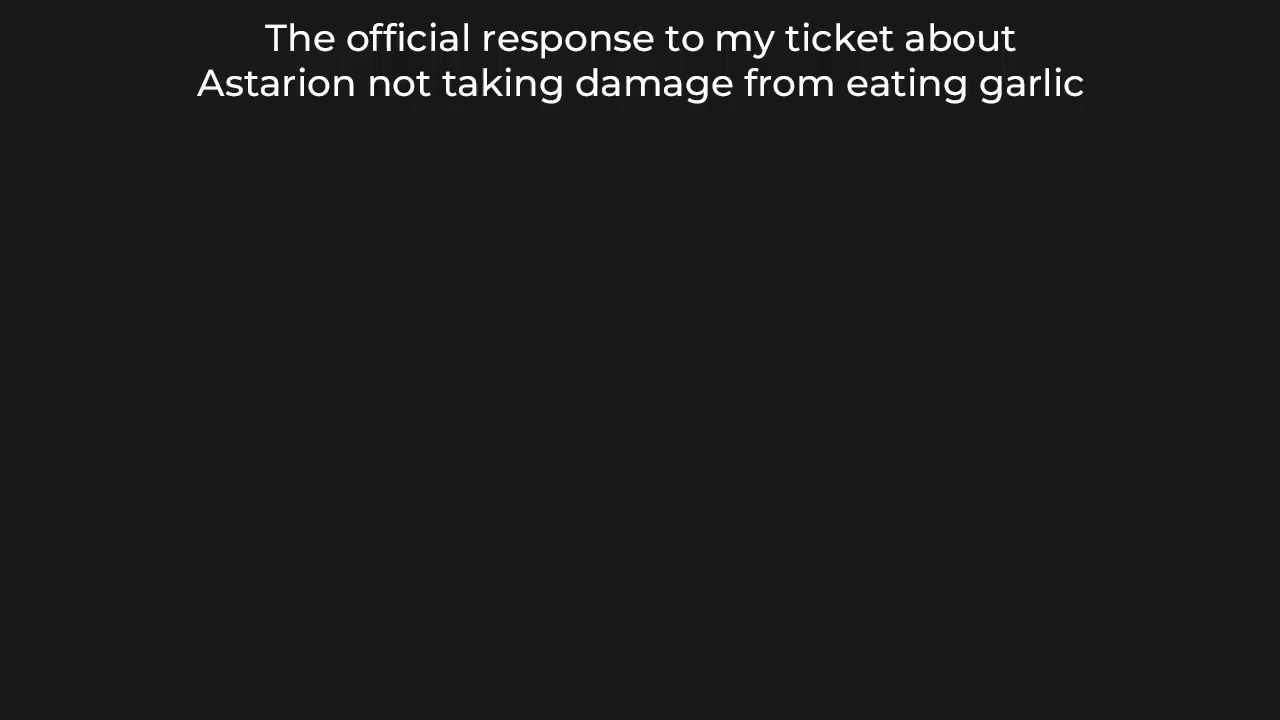 The official response to my ticket about
Astarion not taking damage from eating garlic